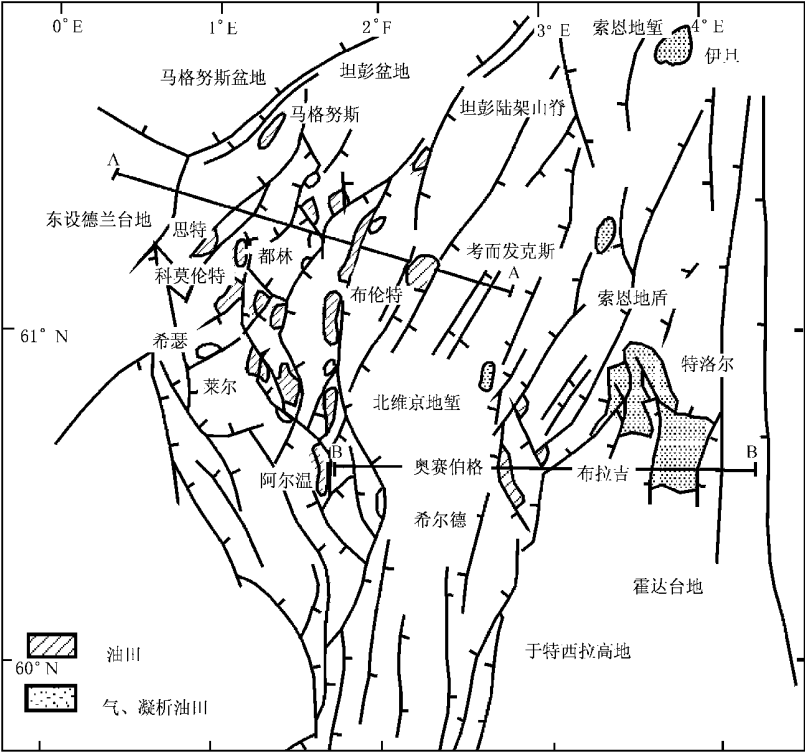 0° E
1° E
2° F
3° E
4° E
索恩地堑
伊日
马格努斯盆地
坦彭盆地
马格努斯
坦彭陆架山脊
A
东设德兰台地
思特
都林
科莫伦特
考而发克斯
A
布伦特
索恩地盾
61° N
希瑟
莱尔
特洛尔
北维京地堑
B
奥赛伯格
布拉吉
B
阿尔温
希尔德
霍达台地
于特西拉高地
油田
60° N
气、凝析油田